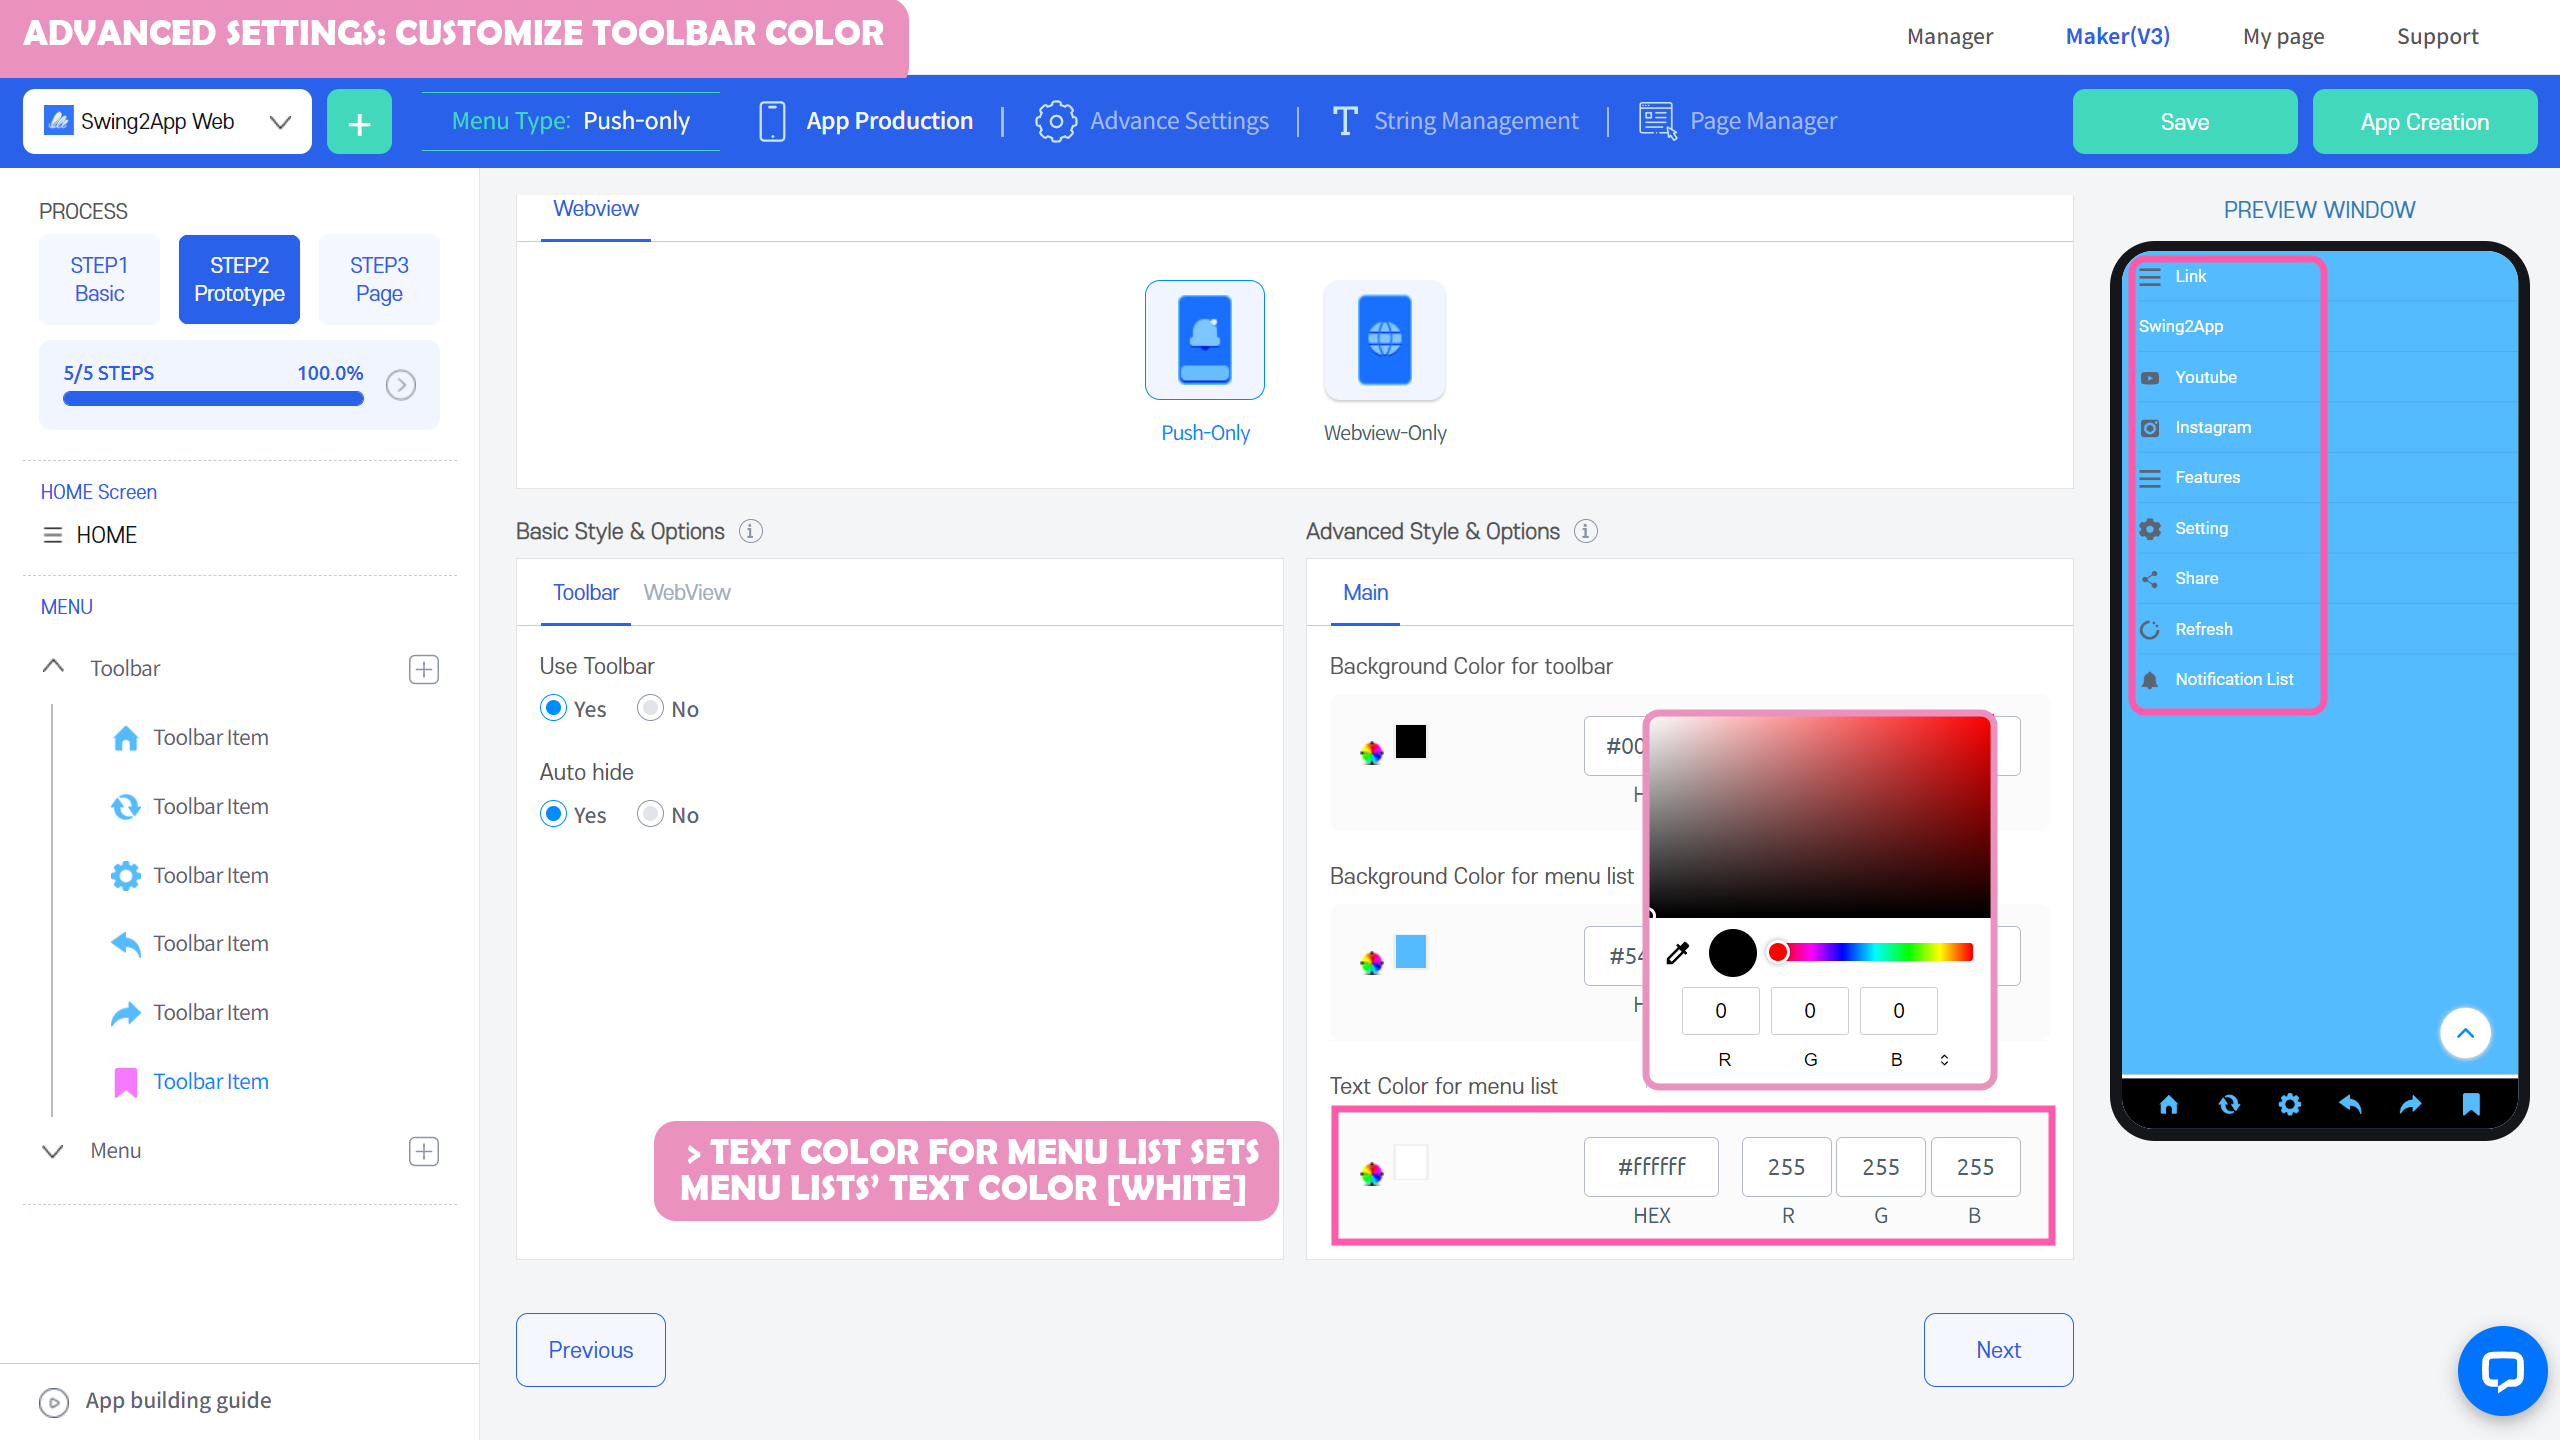 ADVANCED SETTINGS: CUSTOMIZE TOOLBAR COLOR
Manager
Maker(V3)
My page
Support
Swing2App Web
+
Menu Type: Push-only
App Production
Advance Settings
String Management
Page Manager
Save
App Creation
PROCESS
STEP1
Basic
STEP2
Prototype
STEP3
Page
5/5 STEPS
100.0%
HOME Screen
HOME
MENU
Toolbar
Toolbar Item
Toolbar Item
Toolbar Item
Toolbar Item
Toolbar Item
Toolbar Item
Menu
App building guide
Webview
Push-Only
Webview-Only
Basic Style & Options
Toolbar
WebView
Use Toolbar
Yes
No
Auto hide
Yes
No
> TEXT COLOR FOR MENU LIST SETS
MENU LISTS’ TEXT COLOR [WHITE]
Advanced Style & Options
Main
Background Color for toolbar
#00
Background Color for menu list
#54
0
0
0
R
G
B
Text Color for menu list
#ffffff
255
255
255
HEX
R
G
B
Previous
Next
PREVIEW WINDOW
Link
Swing2App
Youtube
Instagram
Features
Setting
Share
Refresh
Notification List